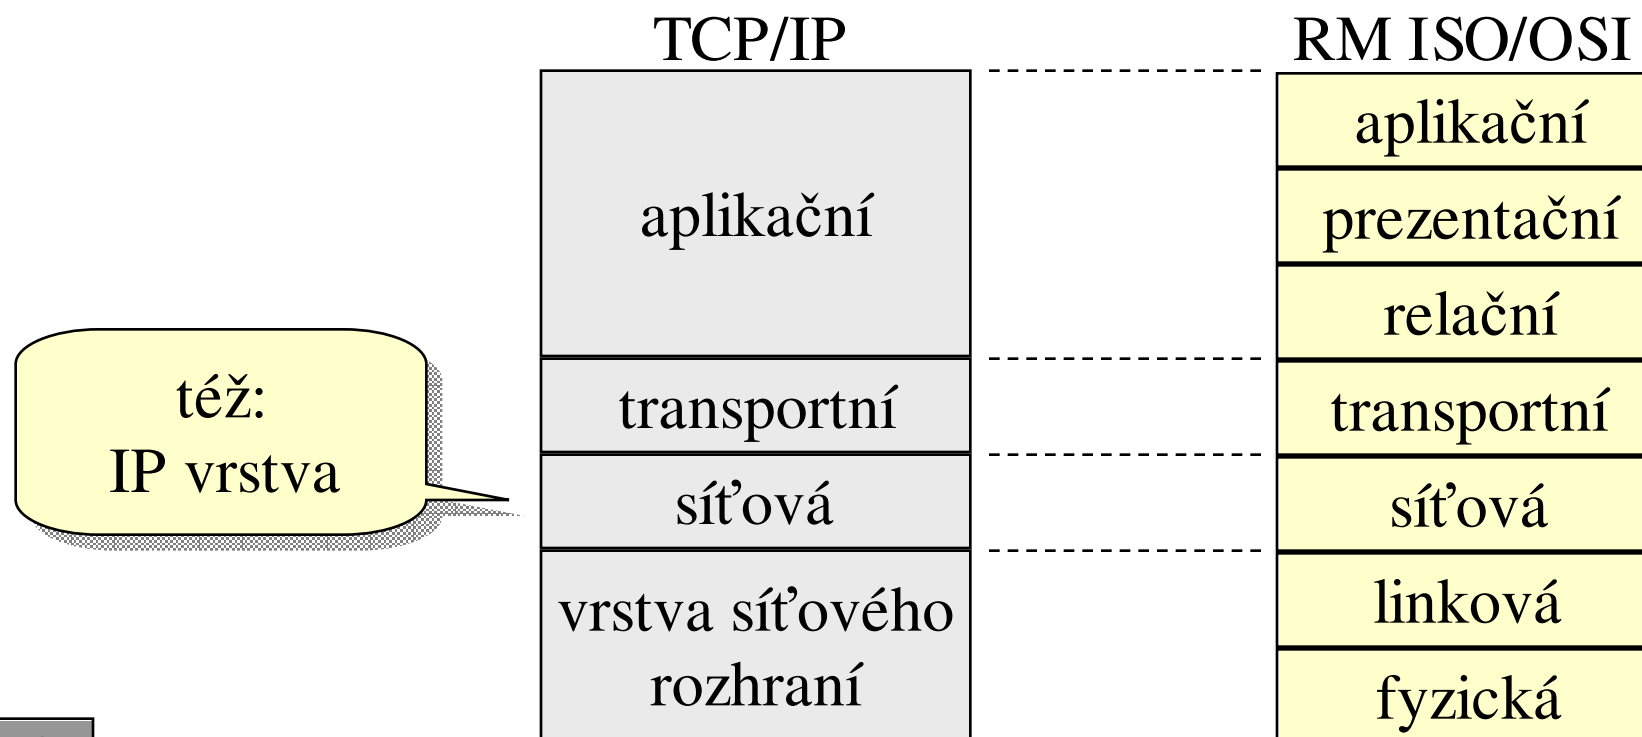 TCP/IP
RM ISO/OSI
aplikační
transportní
síťová
vrstva síťového
rozhraní
též:
IP vrstva
aplikační
prezentační
relační
transportní
síťová
linková
fyzická